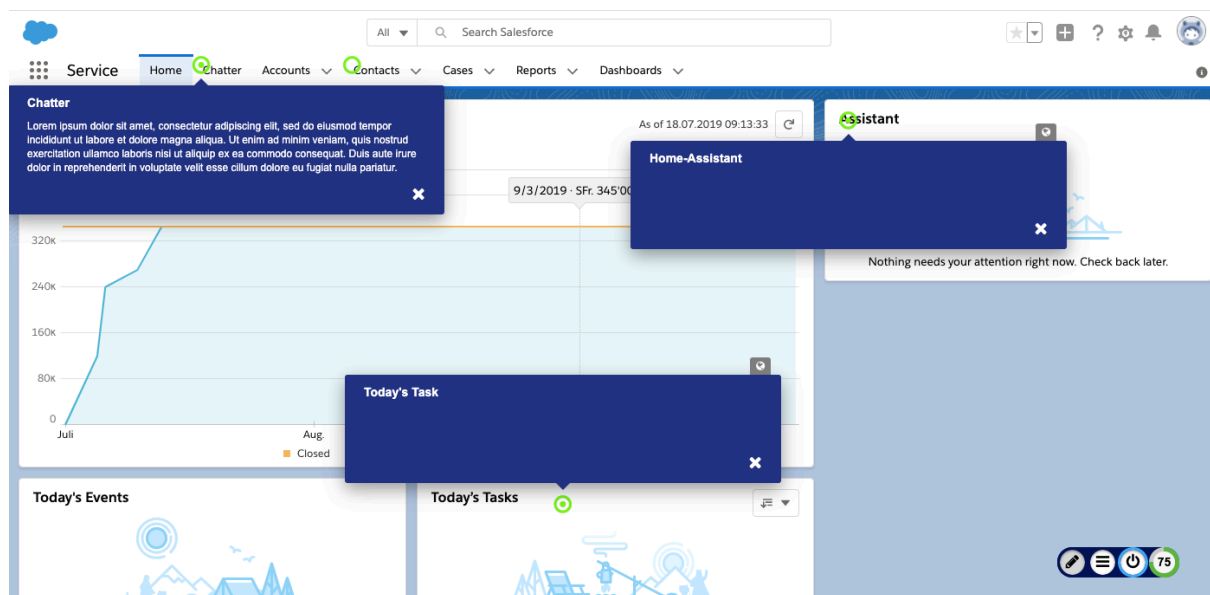 All
Search Salesforce
Service
Home
Chatter
Accounts
Contacts
Cases
Reports
Dashboards
Chatter
Lorem ipsum dolor sit amet, consectetur adipiscing elit, sed do eiusmod tempor
incididunt ut labore et dolore magna aliqua. Ut enim ad minim veniam, quis nostrud
exercitation ullamco laboris nisi ut aliquip ex ea commodo consequat. Duis aute irure
dolor in reprehenderit in voluptate velit esse cillum dolore eu fugiat nulla pariatur.
As of 18.07.2019 09:13:33
Assistant
Home-Assistant
9/3/2019 · SFr. 345'00
Nothing needs your attention right now. Check back later.
320K
240K
160K
80K
0
Juli
Aug.
Closed
Today's Task
Today's Events
Today's Tasks
75